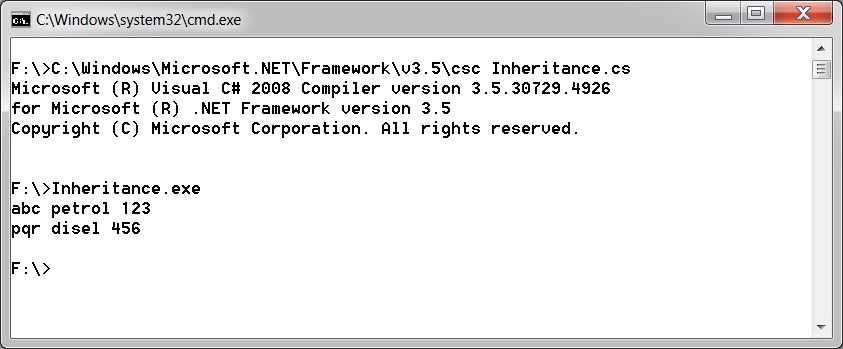 C:\Windows\system32\cmd.exe
F:\>C:\Windows\Microsoft.NET\Framework\v3.5\csc Inheritance.cs
Microsoft (R) Visual C# 2008 Compiler version 3.5.30729.4926
for Microsoft (R) .NET Framework version 3.5
Copyright (C) Microsoft Corporation. All rights reserved.
F:\>Inheritance.exe
abc petrol 123
pqr disel 456
F:\>